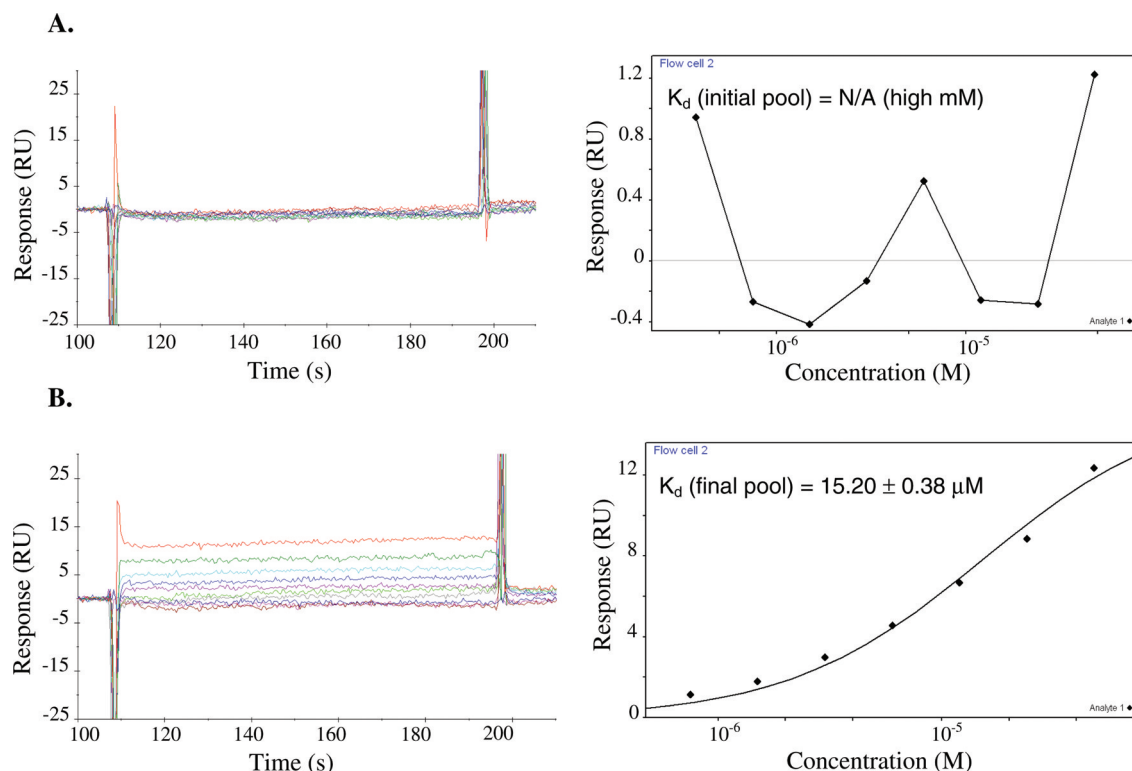 A.
Response (RU)
25
15
5
-5
-15
-25
100 120 140 160 180 200
Time (s)
Flow cell 2
K_d (initial pool) = N/A (high mM)
Response (RU)
1.2
0.8
0.4
0
-0.4
Analyte 1
10^-6 10^-5
Concentration (M)
B.
Response (RU)
25
15
5
-5
-15
-25
100 120 140 160 180 200
Time (s)
Flow cell 2
K_d (final pool) = 15.20 ± 0.38 μM
Response (RU)
12
8
4
0
Analyte 1
10^-6 10^-5
Concentration (M)